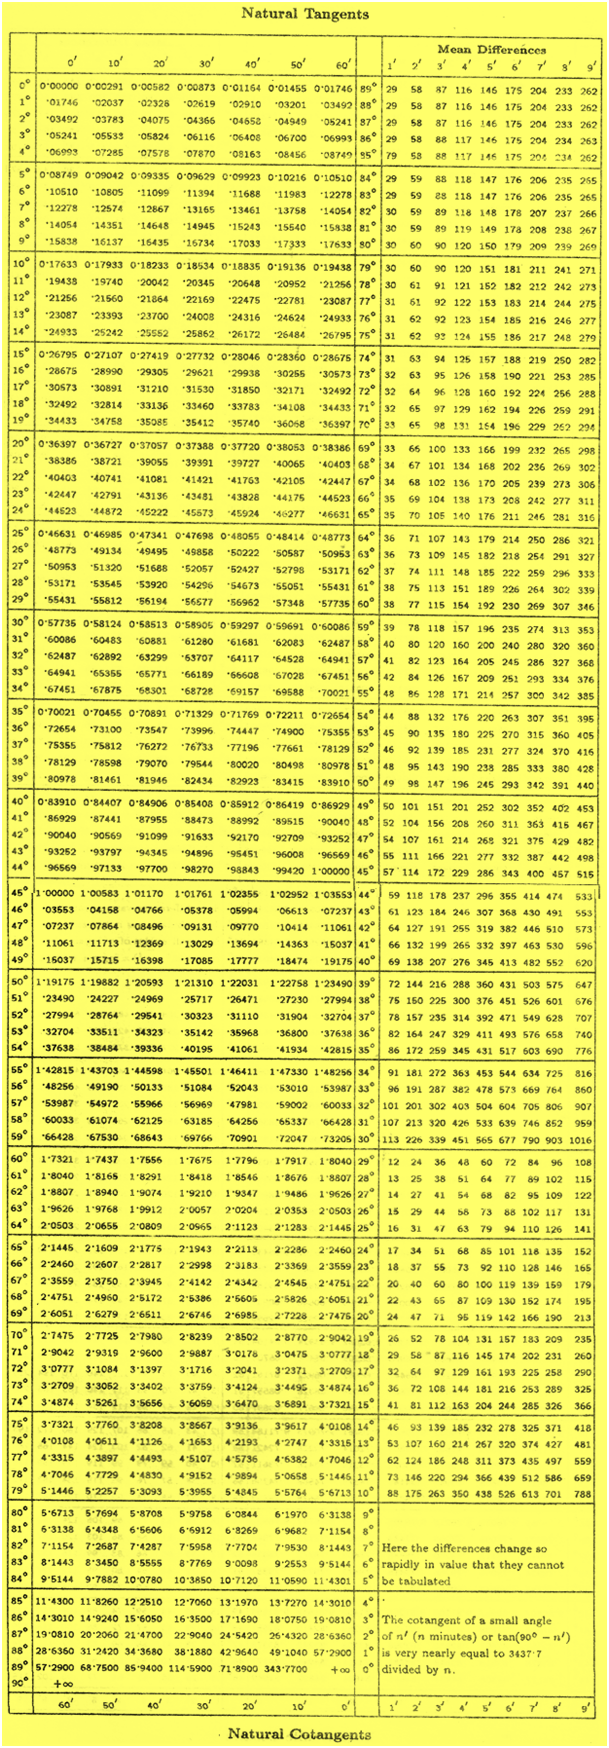 Natural Tangents
Mean Differences
0′ 10′ 20′ 30′ 40′ 50′ 60′ 1′ 2′ 3′ 4′ 5′ 6′ 7′ 8′ 9′
0° 0·00000 0·00291 0·00582 0·00873 0·01164 0·01455 0·01746 89° 29 58 87 116 146 175 204 233 262
1° ·01746 ·02037 ·02328 ·02619 ·02910 ·03201 ·03492 88° 29 58 87 116 146 175 204 233 262
2° ·03492 ·03783 ·04075 ·04366 ·04658 ·04949 ·05241 87° 29 58 87 116 146 175 204 233 262
3° ·05241 ·05533 ·05824 ·06116 ·06408 ·06700 ·06993 86° 29 58 88 117 146 175 204 234 263
4° ·06993 ·07285 ·07578 ·07870 ·08163 ·08456 ·08749 85° 79 58 88 117 146 175 204 234 262
5° 0·08749 0·09042 0·09335 0·09629 0·09923 0·10216 0·10510 84° 29 59 88 118 147 176 206 235 265
6° ·10510 ·10805 ·11099 ·11394 ·11688 ·11983 ·12278 83° 29 59 88 118 147 176 206 235 265
7° ·12278 ·12574 ·12867 ·13165 ·13461 ·13758 ·14054 82° 30 59 89 118 148 178 207 237 266
8° ·14054 ·14351 ·14648 ·14945 ·15243 ·15540 ·15838 81° 30 59 89 119 149 178 208 238 267
9° ·15838 ·16137 ·16435 ·16734 ·17033 ·17333 ·17633 80° 30 60 90 120 150 179 209 239 269
10° 0·17633 0·17933 0·18233 0·18534 0·18835 0·19136 0·19438 79° 30 60 90 120 151 181 211 241 271
11° ·19438 ·19740 ·20042 ·20345 ·20648 ·20952 ·21256 78° 30 61 91 121 152 182 212 242 273
12° ·21256 ·21560 ·21864 ·22169 ·22475 ·22781 ·23087 77° 31 61 92 122 153 183 214 244 275
13° ·23087 ·23393 ·23700 ·24008 ·24316 ·24624 ·24933 76° 31 62 92 123 154 185 216 246 277
14° ·24933 ·25242 ·25552 ·25862 ·26172 ·26484 ·26795 75° 31 62 93 124 155 186 217 248 279
15° 0·26795 0·27107 0·27419 0·27732 0·28046 0·28360 0·28675 74° 31 63 94 125 157 188 219 250 282
16° ·28675 ·28990 ·29305 ·29621 ·29938 ·30255 ·30573 73° 32 63 95 126 158 190 221 253 285
17° ·30573 ·30891 ·31210 ·31530 ·31850 ·32171 ·32492 72° 32 64 96 128 160 192 224 256 288
18° ·32492 ·32814 ·33136 ·33460 ·33783 ·34108 ·34433 71° 32 65 97 129 162 194 226 259 291
19° ·34433 ·34758 ·35085 ·35412 ·35740 ·36068 ·36397 70° 33 65 98 131 164 196 229 262 294
20° 0·36397 0·36727 0·37057 0·37388 0·37720 0·38053 0·38386 69° 33 66 100 133 166 199 232 265 298
21° ·38386 ·38721 ·39055 ·39391 ·39727 ·40065 ·40403 68° 34 67 101 134 168 202 236 269 302
22° ·40403 ·40741 ·41081 ·41421 ·41763 ·42105 ·42447 67° 34 68 102 136 170 205 239 273 306
23° ·42447 ·42791 ·43136 ·43481 ·43828 ·44175 ·44523 66° 35 69 104 138 173 208 242 277 311
24° ·44523 ·44872 ·45222 ·45573 ·45924 ·46277 ·46631 65° 35 70 105 140 176 211 246 281 316
25° 0·46631 0·46985 0·47341 0·47698 0·48055 0·48414 0·48773 64° 36 71 107 143 179 214 250 286 321
26° ·48773 ·49134 ·49495 ·49858 ·50222 ·50587 ·50953 63° 36 73 109 145 182 218 254 291 327
27° ·50953 ·51320 ·51688 ·52057 ·52427 ·52798 ·53171 62° 37 74 111 148 185 222 259 296 333
28° ·53171 ·53545 ·53920 ·54296 ·54673 ·55051 ·55431 61° 38 75 113 151 189 226 264 302 339
29° ·55431 ·55812 ·56194 ·56577 ·56962 ·57348 ·57735 60° 38 77 115 154 192 230 269 307 346
30° 0·57735 0·58124 0·58513 0·58905 0·59297 0·59691 0·60086 59° 39 78 118 157 196 235 274 313 353
31° ·60086 ·60483 ·60881 ·61280 ·61681 ·62083 ·62487 58° 40 80 120 160 200 240 280 320 360
32° ·62487 ·62892 ·63299 ·63707 ·64117 ·64528 ·64941 57° 41 82 123 164 205 245 286 327 368
33° ·64941 ·65355 ·65771 ·66189 ·66608 ·67028 ·67451 56° 42 84 126 167 209 251 293 334 376
34° ·67451 ·67875 ·68301 ·68728 ·69157 ·69588 ·70021 55° 48 86 128 171 214 257 300 342 385
35° 0·70021 0·70455 0·70891 0·71329 0·71769 0·72211 0·72654 54° 44 88 132 176 220 263 307 351 395
36° ·72654 ·73100 ·73547 ·73996 ·74447 ·74900 ·75355 53° 45 90 135 180 225 270 315 360 405
37° ·75355 ·75812 ·76272 ·76733 ·77196 ·77661 ·78129 52° 46 92 139 185 231 277 324 370 416
38° ·78129 ·78598 ·79070 ·79544 ·80020 ·80498 ·80978 51° 48 95 143 190 238 285 333 380 428
39° ·80978 ·81461 ·81946 ·82434 ·82923 ·83415 ·83910 50° 49 98 147 196 245 293 342 391 440
40° 0·83910 0·84407 0·84906 0·85408 0·85912 0·86419 0·86929 49° 50 101 151 201 252 302 352 402 453
41° ·86929 ·87441 ·87955 ·88473 ·88992 ·89515 ·90040 48° 52 104 156 208 260 311 363 415 467
42° ·90040 ·90569 ·91099 ·91633 ·92170 ·92709 ·93252 47° 54 107 161 214 268 321 375 429 482
43° ·93252 ·93797 ·94345 ·94896 ·95451 ·96008 ·96569 46° 55 111 166 221 277 332 387 442 498
44° ·96569 ·97133 ·97700 ·98270 ·98843 ·99420 1·00000 45° 57 114 172 229 286 343 400 457 515
45° 1·00000 1·00583 1·01170 1·01761 1·02355 1·02952 1·03553 44° 59 118 178 237 296 355 414 474 533
46° ·03553 ·04158 ·04766 ·05378 ·05994 ·06613 ·07237 43° 61 123 184 246 307 368 430 491 553
47° ·07237 ·07864 ·08496 ·09131 ·09770 ·10414 ·11061 42° 64 127 191 255 319 382 446 510 573
48° ·11061 ·11713 ·12369 ·13029 ·13694 ·14363 ·15037 41° 66 132 199 265 332 397 463 530 596
49° ·15037 ·15715 ·16398 ·17085 ·17777 ·18474 ·19175 40° 69 138 207 276 345 413 482 552 620
50° 1·19175 1·19882 1·20593 1·21310 1·22031 1·22758 1·23490 39° 72 144 216 288 360 431 503 575 647
51° ·23490 ·24227 ·24969 ·25717 ·26471 ·27230 ·27994 38° 75 150 225 300 376 451 526 601 676
52° ·27994 ·28764 ·29541 ·30323 ·31110 ·31904 ·32704 37° 78 157 235 314 392 471 549 628 707
53° ·32704 ·33511 ·34323 ·35142 ·35968 ·36800 ·37638 36° 82 164 247 329 411 493 576 658 740
54° ·37638 ·38484 ·39336 ·40195 ·41061 ·41934 ·42815 35° 86 172 259 345 431 517 603 690 776
55° 1·42815 1·43703 1·44598 1·45501 1·46411 1·47330 1·48256 34° 91 181 272 363 453 544 634 725 816
56° ·48256 ·49190 ·50133 ·51084 ·52043 ·53010 ·53987 33° 96 191 287 382 478 573 669 764 860
57° ·53987 ·54972 ·55966 ·56969 ·47981 ·59002 ·60033 32° 101 201 302 403 504 604 705 806 907
58° ·60033 ·61074 ·62125 ·63185 ·64256 ·65337 ·66428 31° 107 213 320 426 533 639 746 852 959
59° ·66428 ·67530 ·68643 ·69766 ·70901 ·72047 ·73205 30° 113 226 339 451 565 677 790 903 1016
60° 1·7321 1·7437 1·7556 1·7675 1·7796 1·7917 1·8040 29° 12 24 36 48 60 72 84 96 108
61° 1·8040 1·8165 1·8291 1·8418 1·8546 1·8676 1·8807 28° 13 25 38 51 64 77 89 102 115
62° 1·8807 1·8940 1·9074 1·9210 1·9347 1·9486 1·9626 27° 14 27 41 54 68 82 95 109 122
63° 1·9626 1·9768 1·9912 2·0057 2·0204 2·0353 2·0503 26° 15 29 44 58 73 88 102 117 131
64° 2·0503 2·0655 2·0809 2·0965 2·1123 2·1283 2·1445 25° 16 31 47 63 79 94 110 126 141
65° 2·1445 2·1609 2·1775 2·1943 2·2113 2·2286 2·2460 24° 17 34 51 68 85 101 118 135 152
66° 2·2460 2·2607 2·2817 2·2998 2·3183 2·3369 2·3559 23° 18 37 55 73 92 110 128 146 165
67° 2·3559 2·3750 2·3945 2·4142 2·4342 2·4545 2·4751 22° 20 40 60 80 100 119 139 159 179
68° 2·4751 2·4960 2·5172 2·5386 2·5605 2·5826 2·6051 21° 22 43 65 87 109 130 152 174 195
69° 2·6051 2·6279 2·6511 2·6746 2·6985 2·7228 2·7475 20° 24 47 71 95 119 142 166 190 213
70° 2·7475 2·7725 2·7980 2·8239 2·8502 2·8770 2·9042 19° 26 52 78 104 131 157 183 209 235
71° 2·9042 2·9319 2·9600 2·9887 3·0178 3·0475 3·0777 18° 29 58 87 116 145 174 202 231 260
72° 3·0777 3·1084 3·1397 3·1716 3·2041 3·2371 3·2709 17° 32 64 97 129 161 193 225 258 290
73° 3·2709 3·3052 3·3402 3·3759 3·4124 3·4495 3·4874 16° 36 72 108 144 181 216 253 289 325
74° 3·4874 3·5261 3·5656 3·6059 3·6470 3·6891 3·7321 15° 41 81 112 163 204 244 285 326 366
75° 3·7321 3·7760 3·8208 3·8667 3·9136 3·9617 4·0108 14° 46 93 139 185 232 278 325 371 418
76° 4·0108 4·0611 4·1126 4·1653 4·2193 4·2747 4·3315 13° 53 107 160 214 267 320 374 427 481
77° 4·3315 4·3897 4·4493 4·5107 4·5736 4·6382 4·7046 12° 62 124 186 248 311 373 435 497 559
78° 4·7046 4·7729 4·4830 4·9152 4·9894 5·0658 5·1446 11° 73 146 220 294 366 439 512 586 659
79° 5·1446 5·2257 5·3093 5·3955 4·4845 5·5764 5·6713 10° 88 175 263 350 438 526 613 701 788
80° 5·6713 5·7694 5·8708 5·9758 6·0844 6·1970 6·3138 9°
81° 6·3138 6·4348 6·5606 6·6912 6·8269 6·9682 7·1154 8°
82° 7·1154 7·2687 7·4287 7·5958 7·7704 7·9530 8·1443 7° Here the differences change so
83° 8·1443 8·3450 8·5555 8·7769 9·0098 9·2553 9·5144 6° rapidly in value that they cannot
84° 9·5144 9·7882 10·0780 10·3850 10·7120 11·0590 11·4301 5° be tabulated
85° 11·4300 11·8260 12·2510 12·7060 13·1970 13·7270 14·3010 4°
86° 14·3010 14·9240 15·6050 16·3500 17·1690 18·0750 19·0810 3° The cotangent of a small angle
87° 19·0810 20·2060 21·4700 22·9040 24·5420 26·4320 28·6360 2° of n′ (n minutes) or tan(90° – n′)
88° 28·6360 31·2420 34·3680 38·1880 42·9640 49·1040 57·2900 1° is very nearly equal to 3437·7
89° 57·2900 68·7500 85·9400 114·5900 71·8900 343·7700 +∞ 0° divided by n.
90° +∞
60′ 50′ 40′ 30′ 20′ 10′ 0′ 1′ 2′ 3′ 4′ 5′ 6′ 7′ 8′ 9′
Natural Cotangents